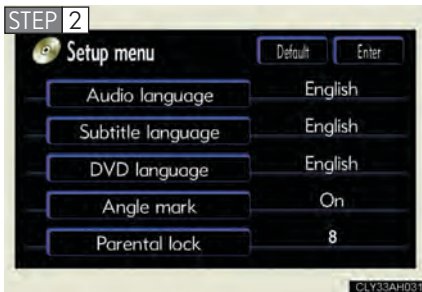 STEP 2
Setup menu Default Enter
Audio language English
Subtitle language English
DVD language English
Angle mark On
Parental lock 8
CLY33AH031